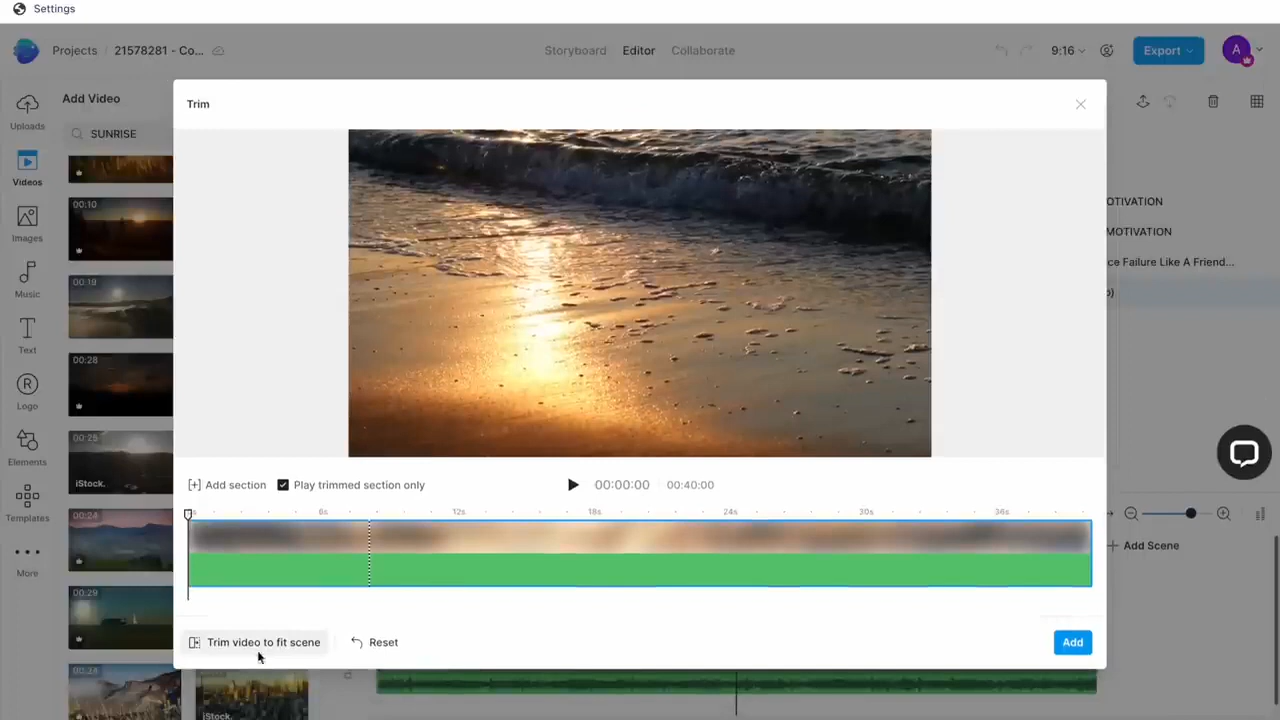 Settings
Projects / 21578281 - Co...
Storyboard Editor Collaborate
9:16
Export
A
Add Video
SUNRISE
Uploads
Videos
Images
Music
Text
Logo
Elements
Templates
More
00:10
00:19
00:28
00:25
iStock.
00:24
00:29
00:24
iStock.
Trim
[+] Add section
Play trimmed section only
00:00:00 00:40:00
6s 12s 18s 24s 30s 36s
Trim video to fit scene
Reset
Add
OTIVATION
MOTIVATION
ce Failure Like A Friend...
Add Scene